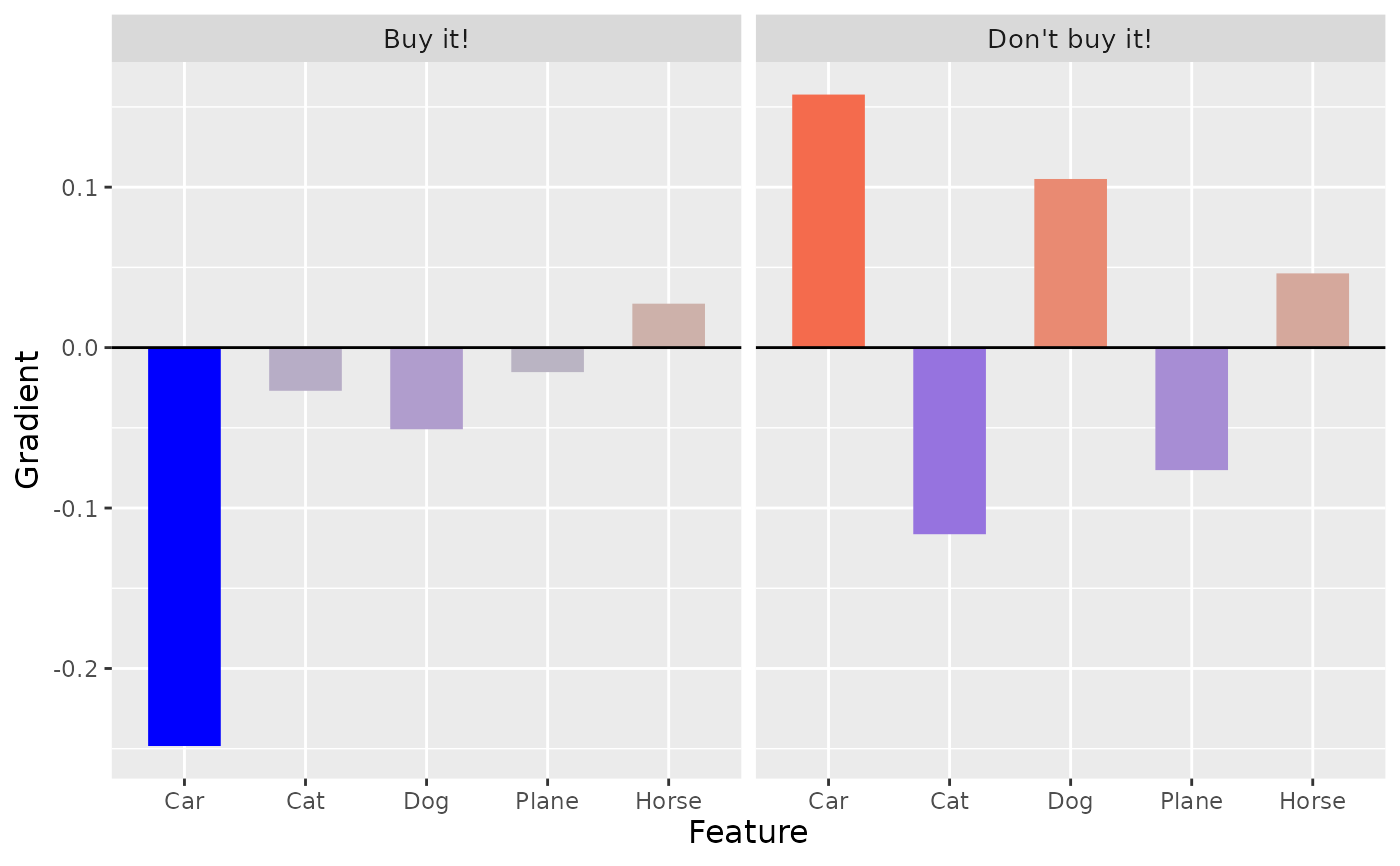 Buy it!
Don't buy it!
Gradient
0.1
0.0
-0.1
-0.2
Car Cat Dog Plane Horse
Car Cat Dog Plane Horse
Feature